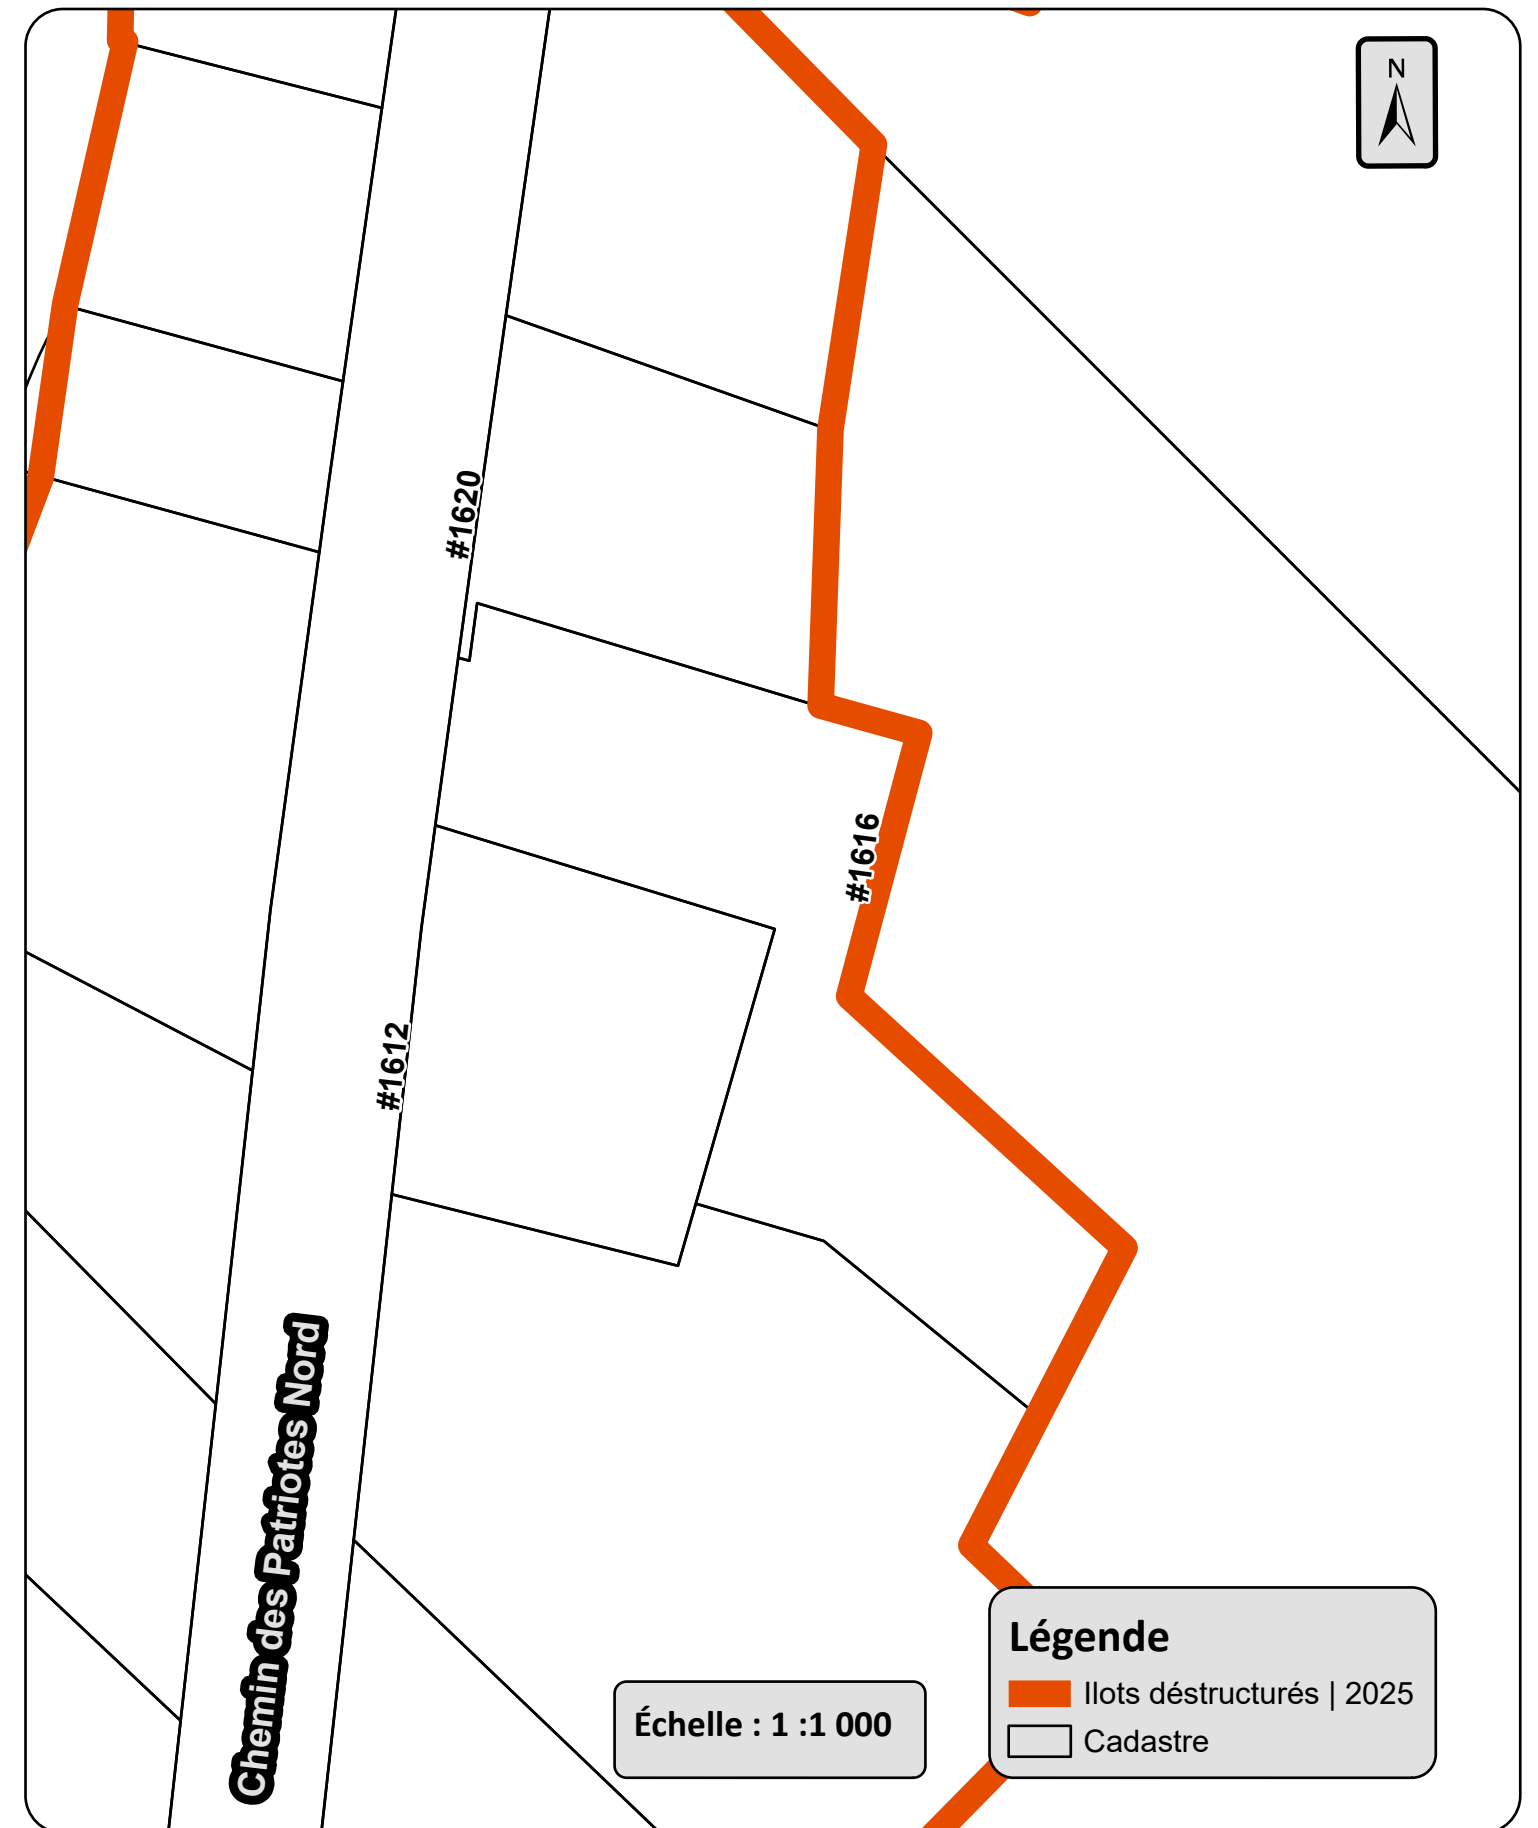 N
#1620
#1616
#1612
Chemin des Patriotes Nord
Légende
Ilots déstructurés | 2025
Cadastre
Échelle : 1 :1 000